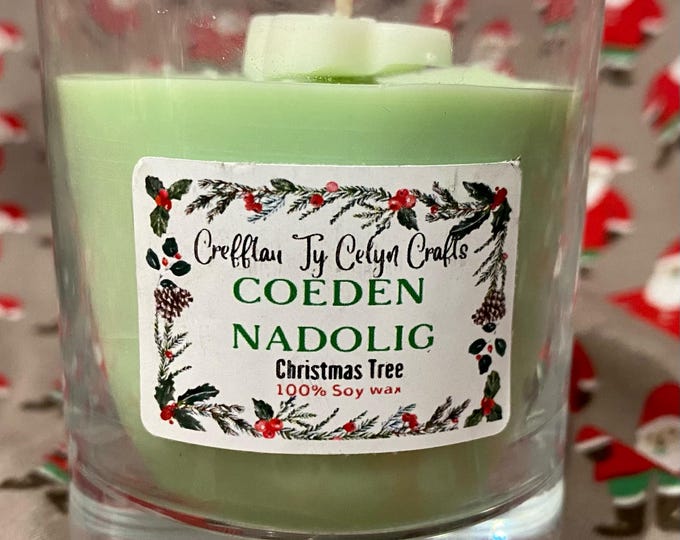 Crefftau Ty Celyn Crafts
COEDEN
NADOLIG
Christmas Tree
100% Soy wax